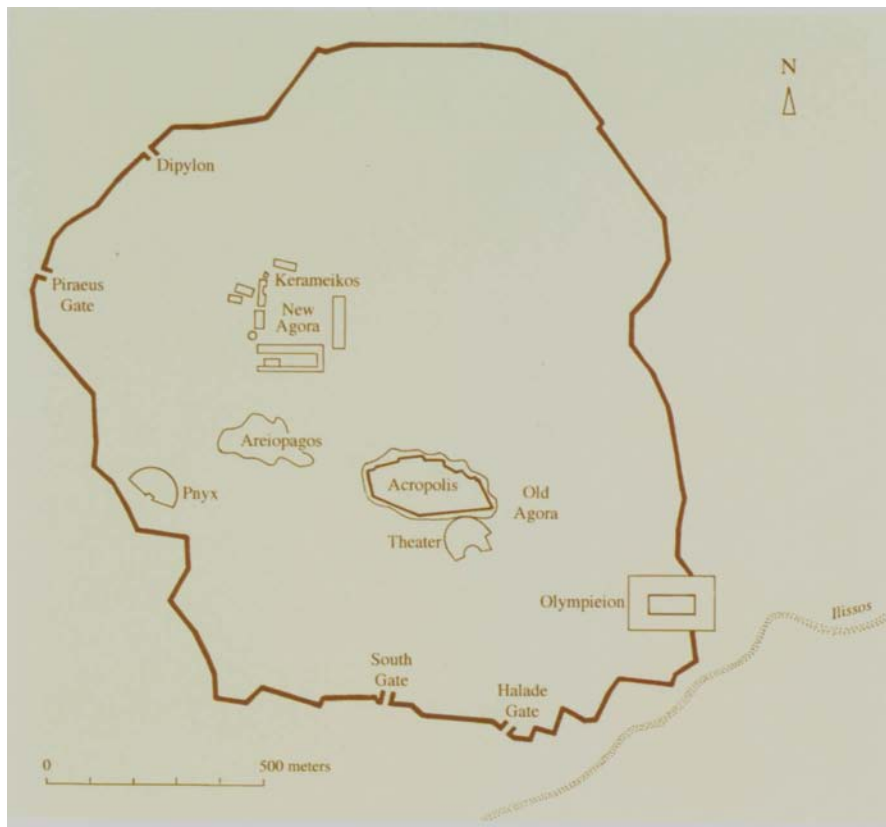 N
Dipylon
Kerameikos
Piraeus
Gate
New
Agora
Areiopagos
Pnyx
Acropolis
Old
Agora
Theater
Olympieion
Ilissos
South
Gate
Halade
Gate
0
500 meters